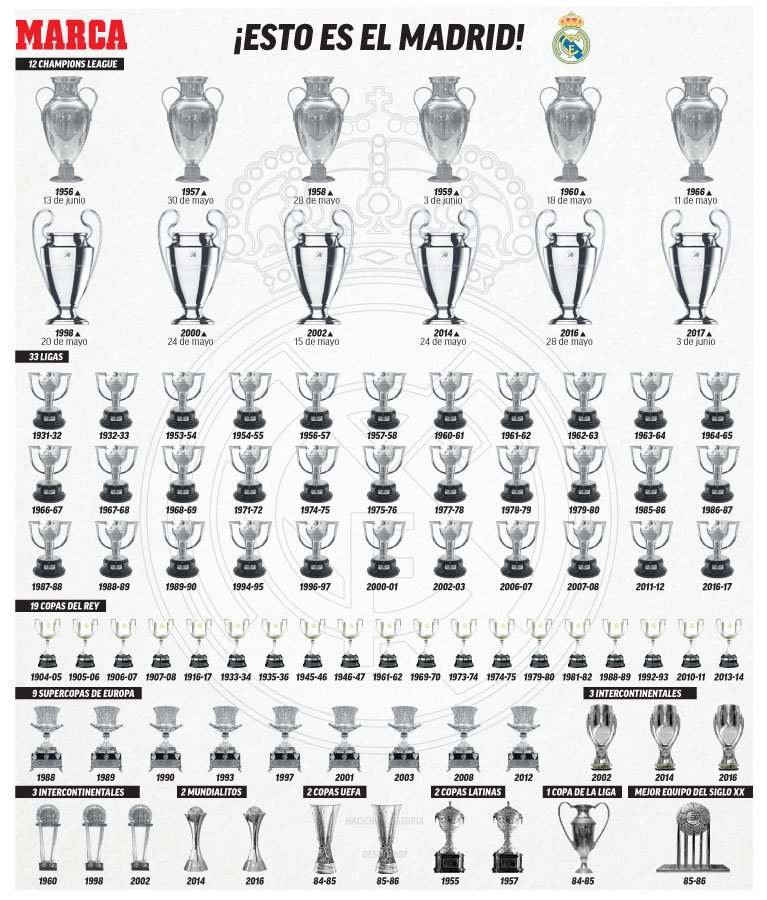 MARCA
¡ESTO ES EL MADRID!
12 CHAMPIONS LEAGUE
1956 ▲ 1957 ▲ 1958 ▲ 1959 ▲ 1960 ▲ 1966 ▲
13 de junio 30 de mayo 28 de mayo 3 de junio 18 de mayo 11 de mayo
1998 ▲ 2000 ▲ 2002 ▲ 2014 ▲ 2016 ▲ 2017 ▲
20 de mayo 24 de mayo 15 de mayo 24 de mayo 28 de mayo 3 de junio
33 LIGAS
1931-32 1932-33 1953-54 1954-55 1956-57 1957-58 1960-61 1961-62 1962-63 1963-64 1964-65
1966-67 1967-68 1968-69 1971-72 1974-75 1975-76 1977-78 1978-79 1979-80 1985-86 1986-87
1987-88 1988-89 1989-90 1994-95 1996-97 2000-01 2002-03 2006-07 2007-08 2011-12 2016-17
19 COPAS DEL REY
1904-05 1905-06 1906-07 1907-08 1916-17 1933-34 1935-36 1945-46 1946-47 1961-62 1969-70 1973-74 1974-75 1979-80 1981-82 1988-89 1992-93 2010-11 2013-14
9 SUPERCOPAS DE EUROPA 3 INTERCONTINENTALES
1988 1989 1990 1993 1997 2001 2003 2008 2012 2002 2014 2016
3 INTERCONTINENTALES 2 MUNDIALITOS 2 COPAS UEFA 2 COPAS LATINAS 1 COPA DE LA LIGA MEJOR EQUIPO DEL SIGLO XX
1960 1998 2002 2014 2016 84-85 85-86 1955 1957 84-85 85-86